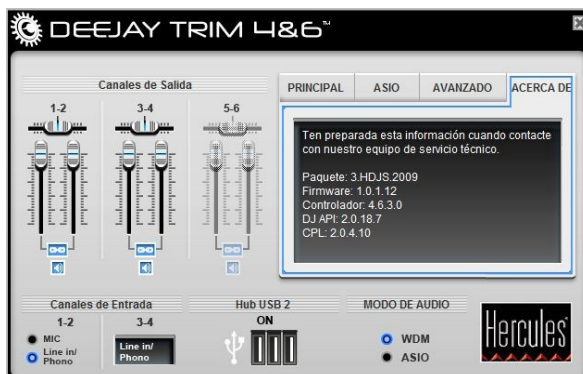 DEEJAY TRIM 4&6™
Canales de Salida
1-2
3-4
5-6
PRINCIPAL
ASIO
AVANZADO
ACERCA DE
Ten preparada esta información cuando contacte
con nuestro equipo de servicio técnico.
Paquete: 3.HDJS.2009
Firmware: 1.0.1.12
Controlador: 4.6.3.0
DJ API: 2.0.18.7
CPL: 2.0.4.10
Canales de Entrada
1-2
3-4
MIC
Line in/
Phono
Line in/
Phono
Hub USB 2
ON
MODO DE AUDIO
WDM
ASIO
Hercules